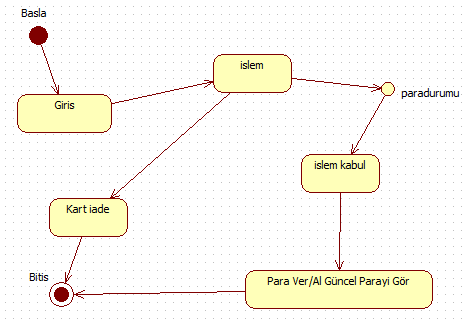 Basla
islem
paradurumu
Giris
islem kabul
Kart iade
Bitis
Para Ver/Al Güncel Parayi Gör